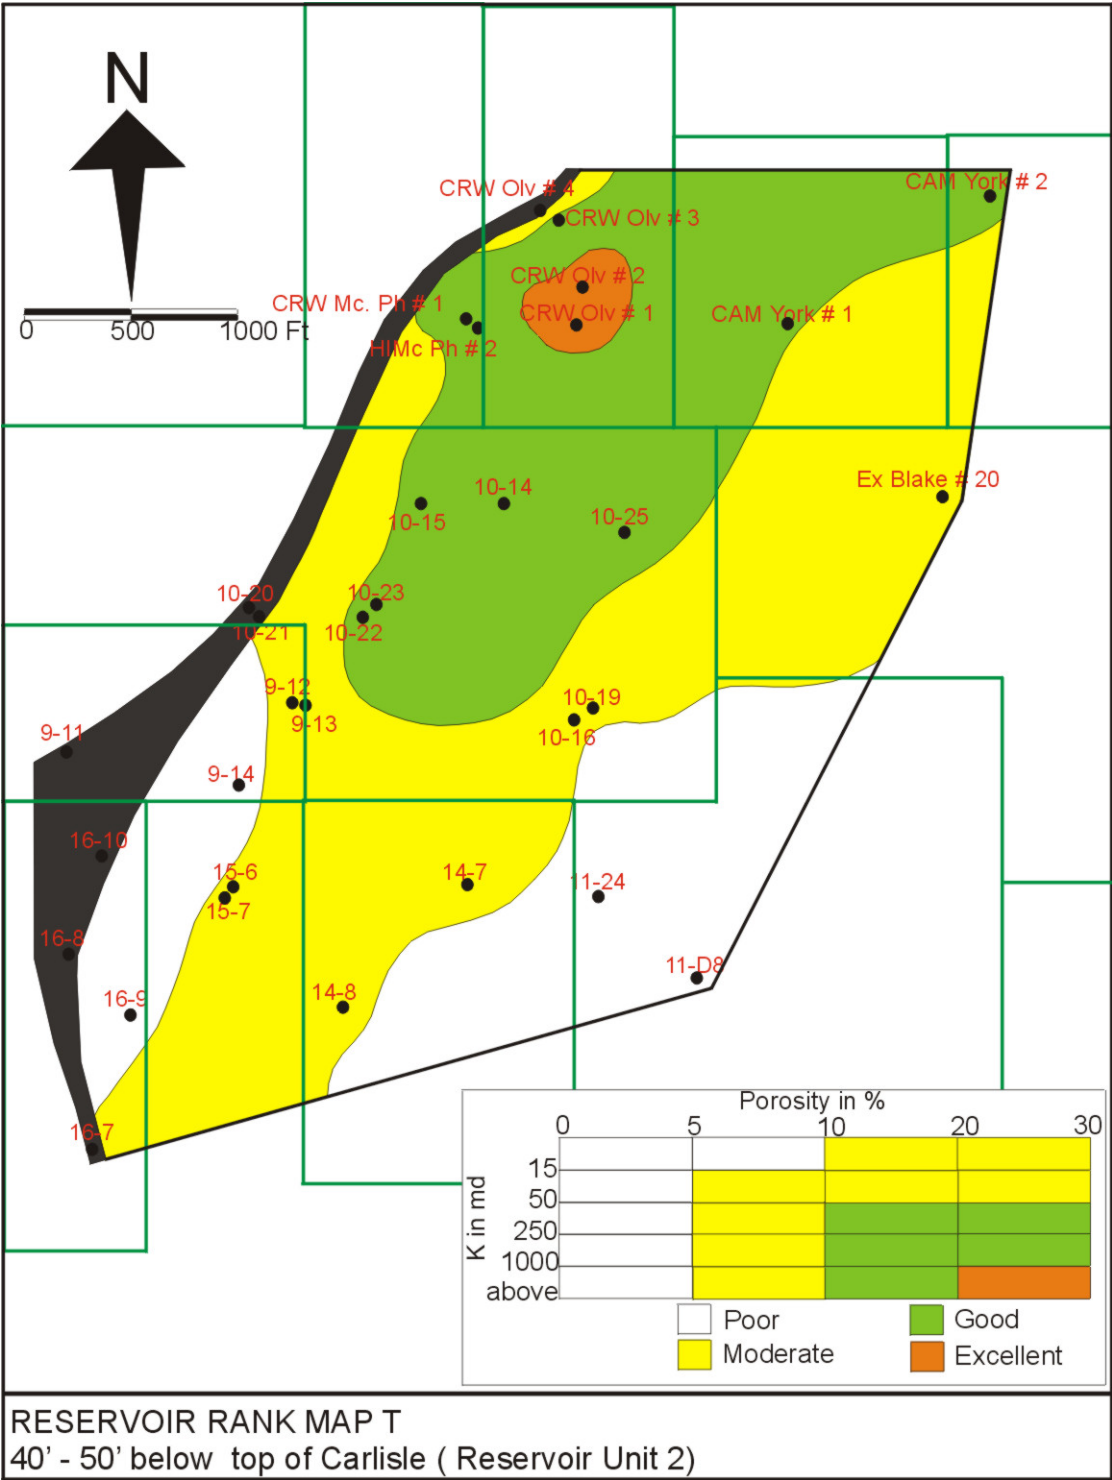 N
0 500 1000 Ft
CRW Olv # 4
CAM York # 2
CRW Olv # 3
CRW Olv # 2
CRW Mc. Ph # 1
CRW Olv # 1
CAM York # 1
HIMc Ph # 2
Ex Blake # 20
10-14
10-15
10-25
10-20
10-23
10-21
10-22
9-12
10-19
9-13
10-16
9-11
9-14
16-10
15-6
14-7
11-24
15-7
16-8
11-D8
16-9
14-8
16-7
Porosity in %
0 5 10 20 30
K in md
15
50
250
1000
above
Poor
Good
Moderate
Excellent
RESERVOIR RANK MAP T
40' - 50' below top of Carlisle ( Reservoir Unit 2)